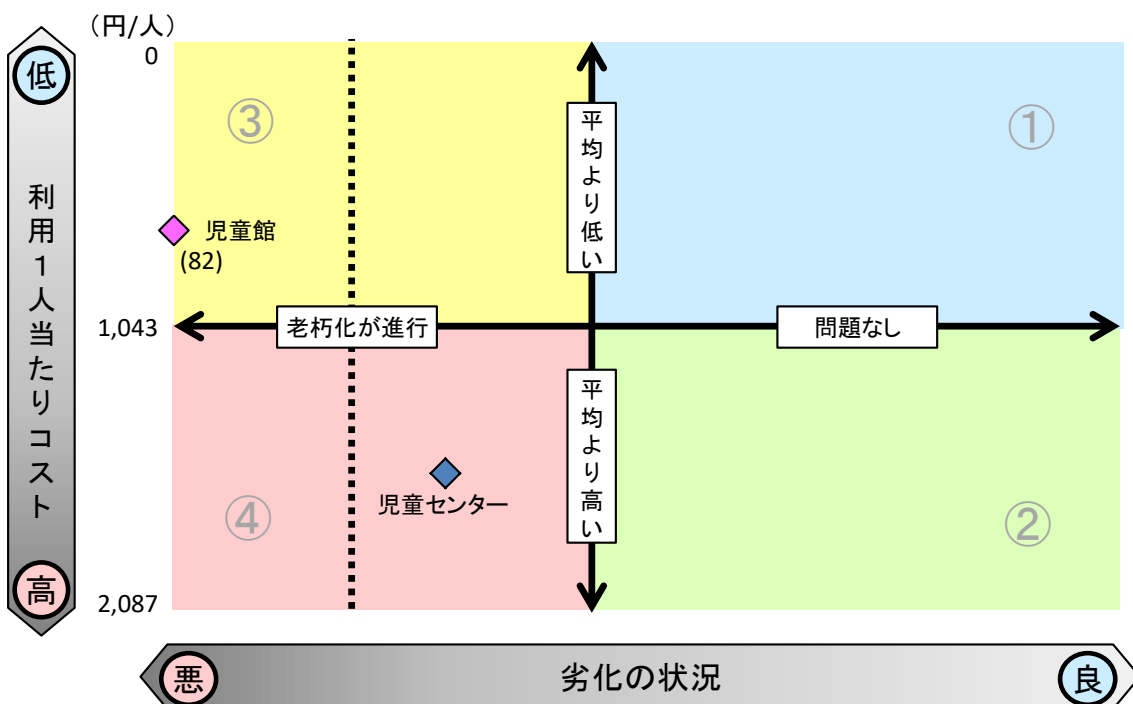 (円/人)
0
低
利用1人当たりコスト
高
1,043
2,087
③
①
平均より低い
児童館
(82)
老朽化が進行
問題なし
平均より高い
児童センター
④
②
悪
劣化の状況
良